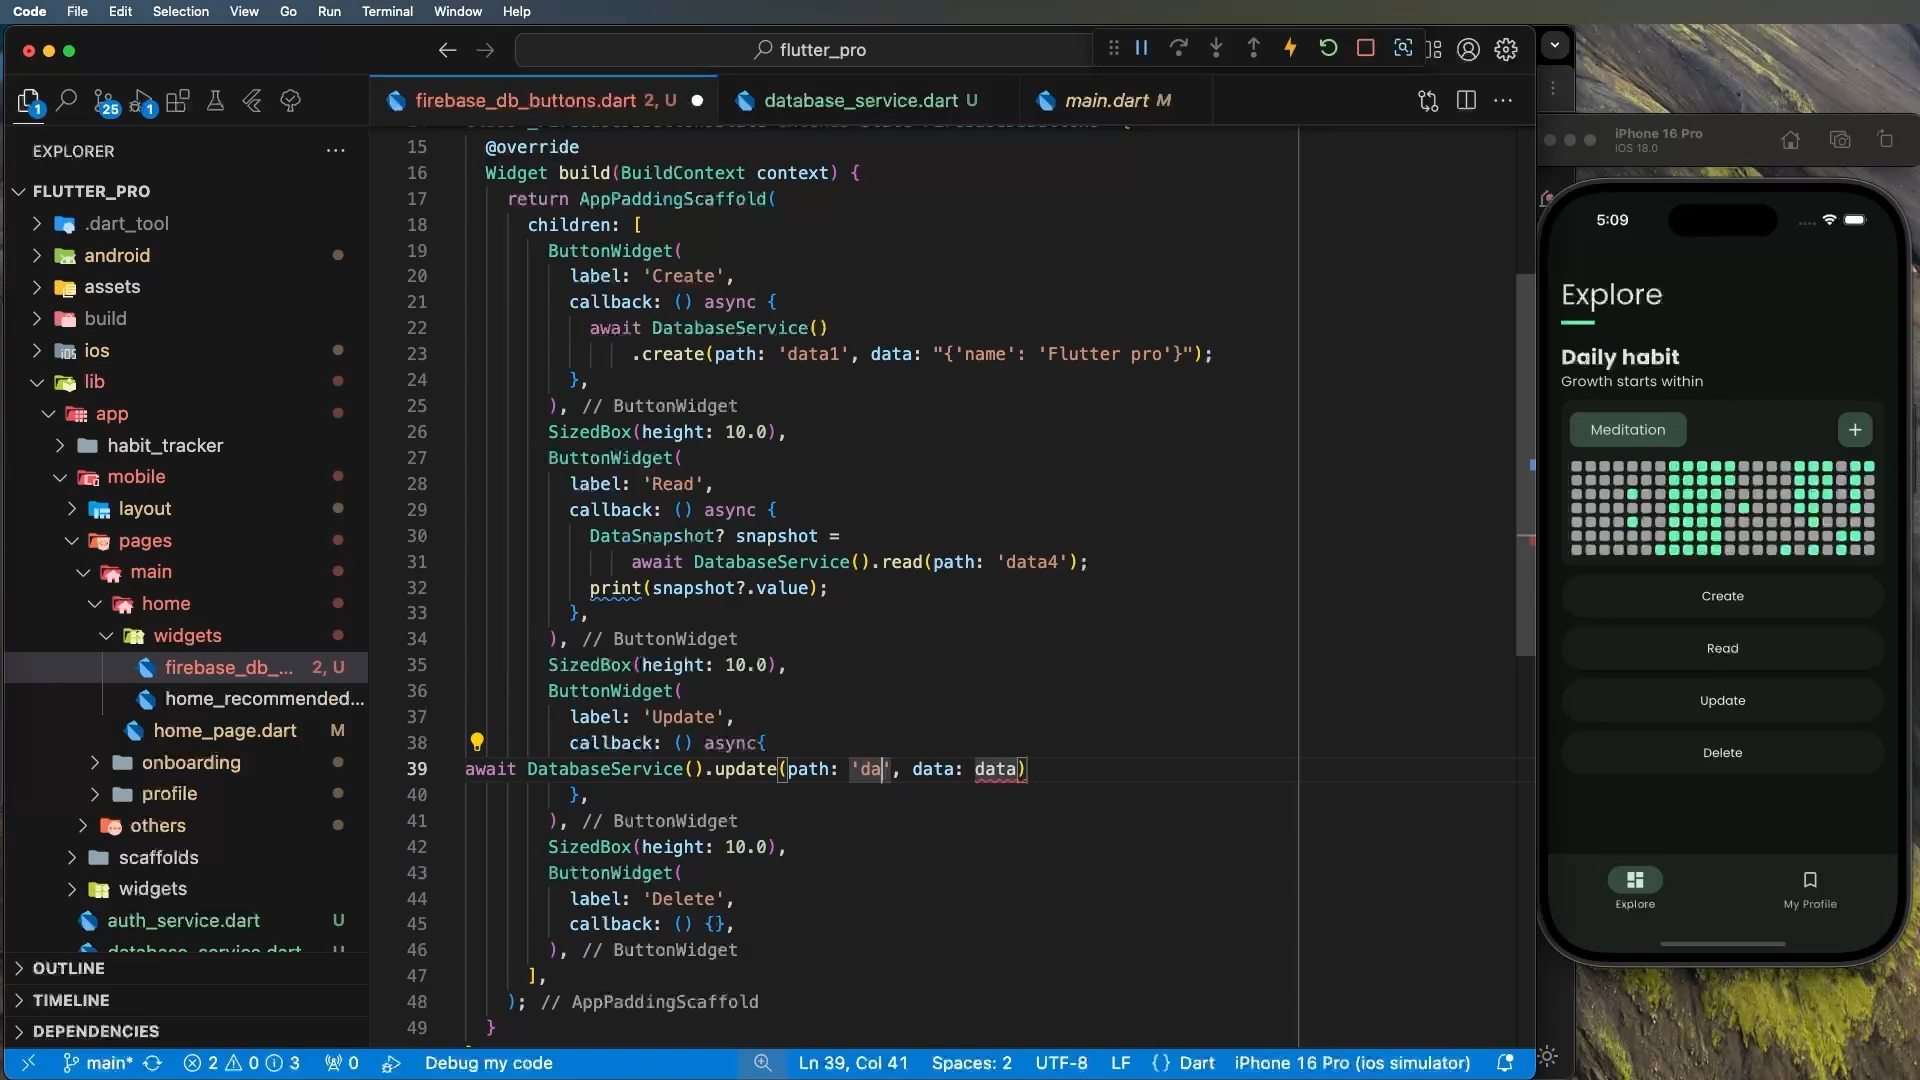 Code File Edit Selection View Go Run Terminal Window Help
flutter_pro
1 25 1
firebase_db_buttons.dart 2, U
database_service.dart U
main.dart M
EXPLORER
FLUTTER_PRO
.dart_tool
android
assets
build
ios
lib
app
habit_tracker
mobile
layout
pages
main
home
widgets
firebase_db_... 2, U
home_recommended...
home_page.dart M
onboarding
profile
others
scaffolds
widgets
auth_service.dart U
database_service.dart U
OUTLINE
TIMELINE
DEPENDENCIES
15 @override
16 Widget build(BuildContext context) {
17 return AppPaddingScaffold(
18 children: [
19 ButtonWidget(
20 label: 'Create',
21 callback: () async {
22 await DatabaseService()
23 .create(path: 'data1', data: "{'name': 'Flutter pro'}");
24 },
25 ), // ButtonWidget
26 SizedBox(height: 10.0),
27 ButtonWidget(
28 label: 'Read',
29 callback: () async {
30 DataSnapshot? snapshot =
31 await DatabaseService().read(path: 'data4');
32 print(snapshot?.value);
33 },
34 ), // ButtonWidget
35 SizedBox(height: 10.0),
36 ButtonWidget(
37 label: 'Update',
38 callback: () async{
39 await DatabaseService().update(path: 'da', data: data)
40 },
41 ), // ButtonWidget
42 SizedBox(height: 10.0),
43 ButtonWidget(
44 label: 'Delete',
45 callback: () {},
46 ), // ButtonWidget
47 ],
48 ); // AppPaddingScaffold
49 }
main* 2 0 3 0 Debug my code Ln 39, Col 41 Spaces: 2 UTF-8 LF {} Dart iPhone 16 Pro (ios simulator)
iPhone 16 Pro
iOS 18.0
5:09
Explore
Daily habit
Growth starts within
Meditation +
Create
Read
Update
Delete
Explore My Profile